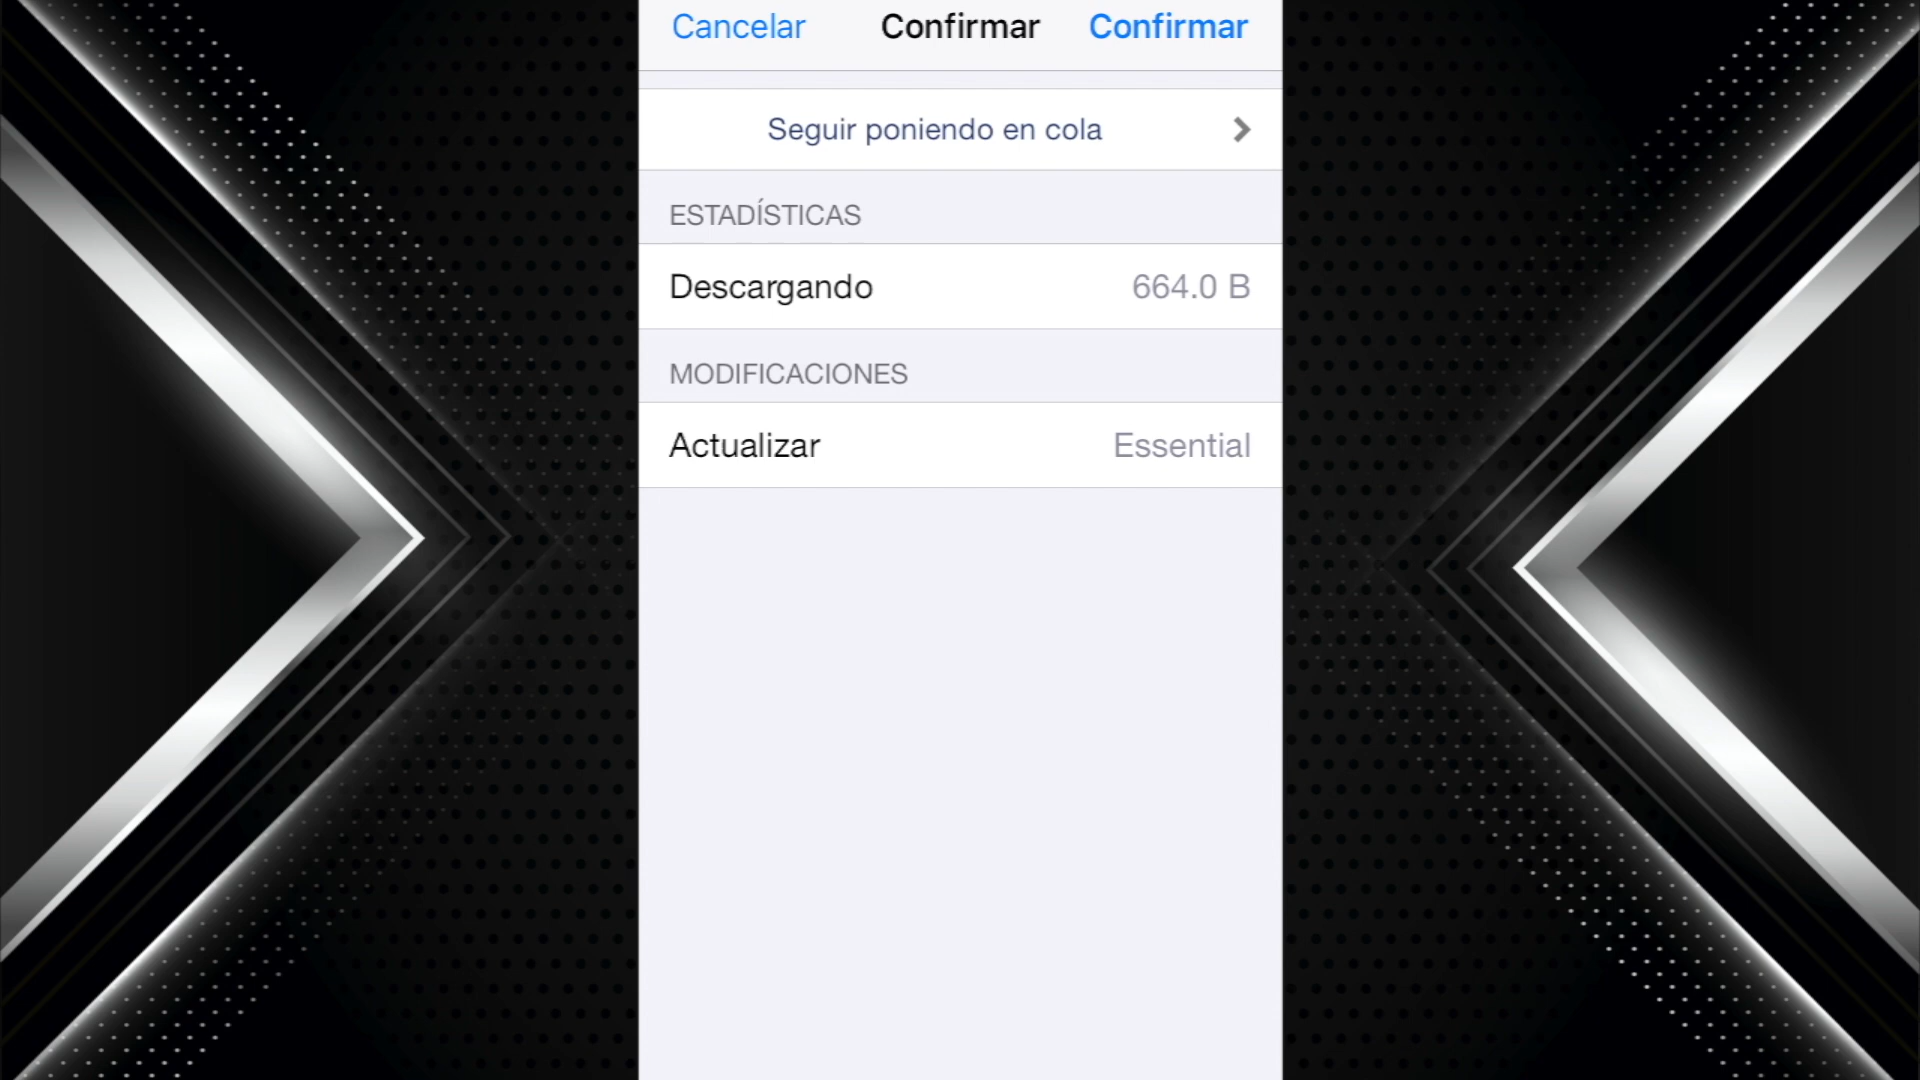 Cancelar Confirmar Confirmar
Seguir poniendo en cola
ESTADÍSTICAS
Descargando 664.0 B
MODIFICACIONES
Actualizar Essential